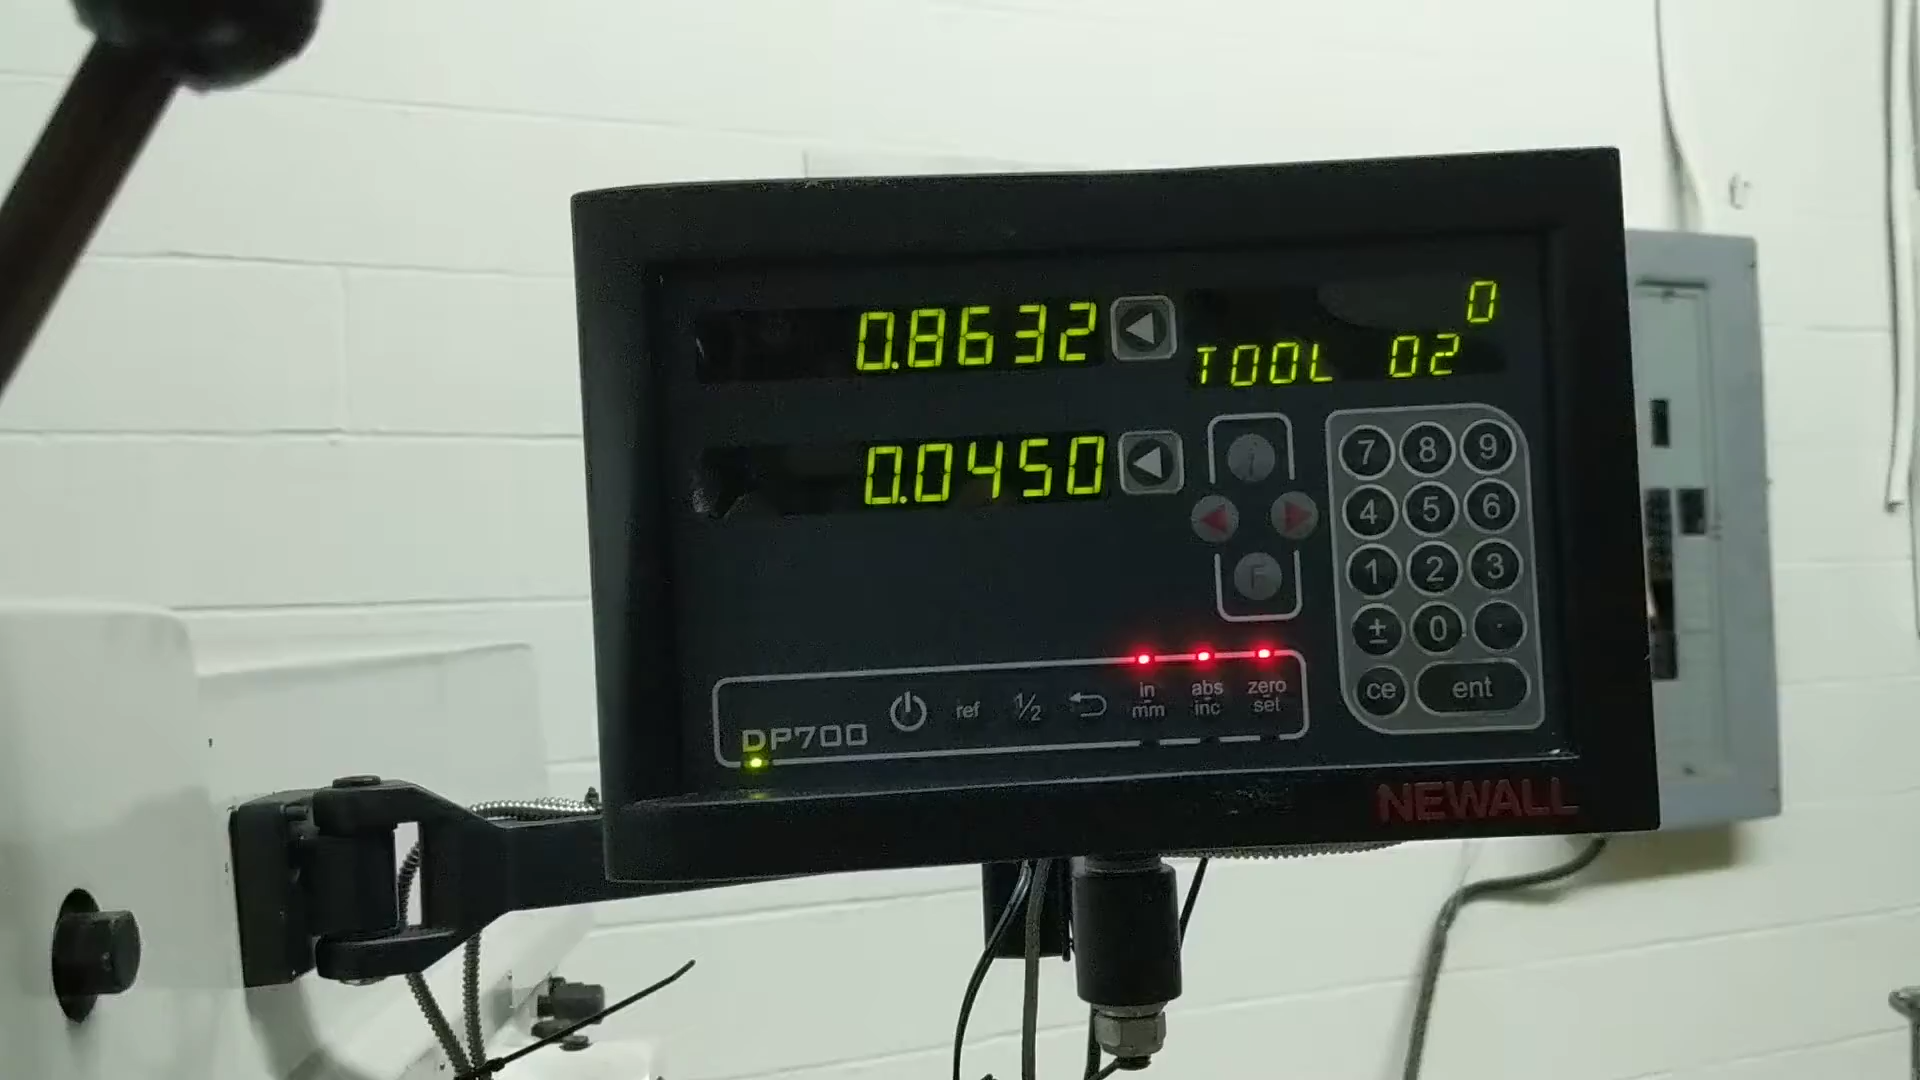 0.8632
0
TOOL 02
0.0450
i
7 8 9
4 5 6
1 2 3
± 0 .
ce ent
F
in abs zero
mm inc set
ref 1/2
DP700
NEWALL